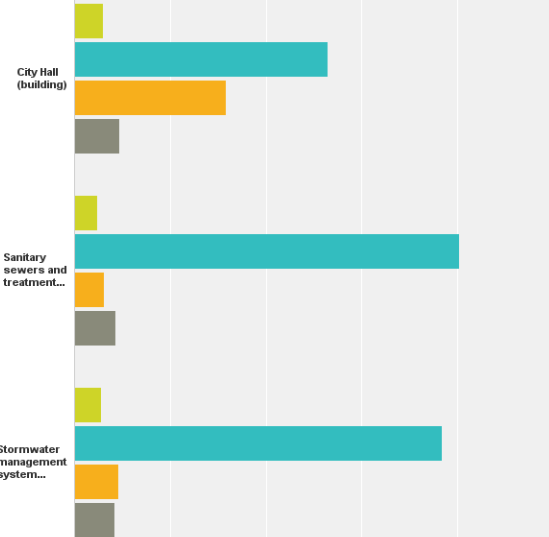 City Hall
(building)
Sanitary
sewers and
treatment...
Stormwater
management
system...